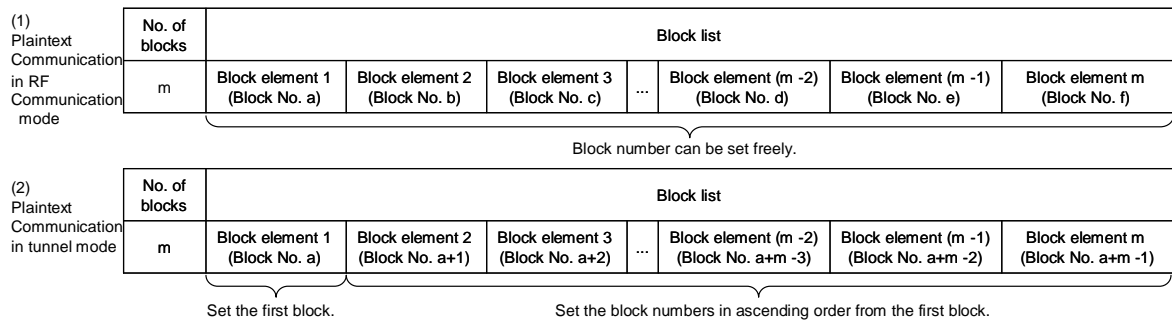 (1)
Plaintext
Communication
in RF
Communication
mode
No. of
blocks
Block list
m
Block element 1
(Block No. a)
Block element 2
(Block No. b)
Block element 3
(Block No. c)
...
Block element (m -2)
(Block No. d)
Block element (m -1)
(Block No. e)
Block element m
(Block No. f)
Block number can be set freely.
(2)
Plaintext
Communication
in tunnel mode
No. of
blocks
Block list
m
Block element 1
(Block No. a)
Block element 2
(Block No. a+1)
Block element 3
(Block No. a+2)
...
Block element (m -2)
(Block No. a+m -3)
Block element (m -1)
(Block No. a+m -2)
Block element m
(Block No. a+m -1)
Set the first block.
Set the block numbers in ascending order from the first block.